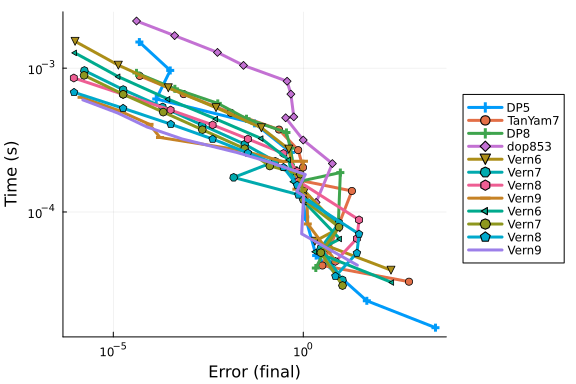 Time (s)
10⁻³
10⁻⁴
10⁻⁵
10⁰
Error (final)
DP5
TanYam7
DP8
dop853
Vern6
Vern7
Vern8
Vern9
Vern6
Vern7
Vern8
Vern9